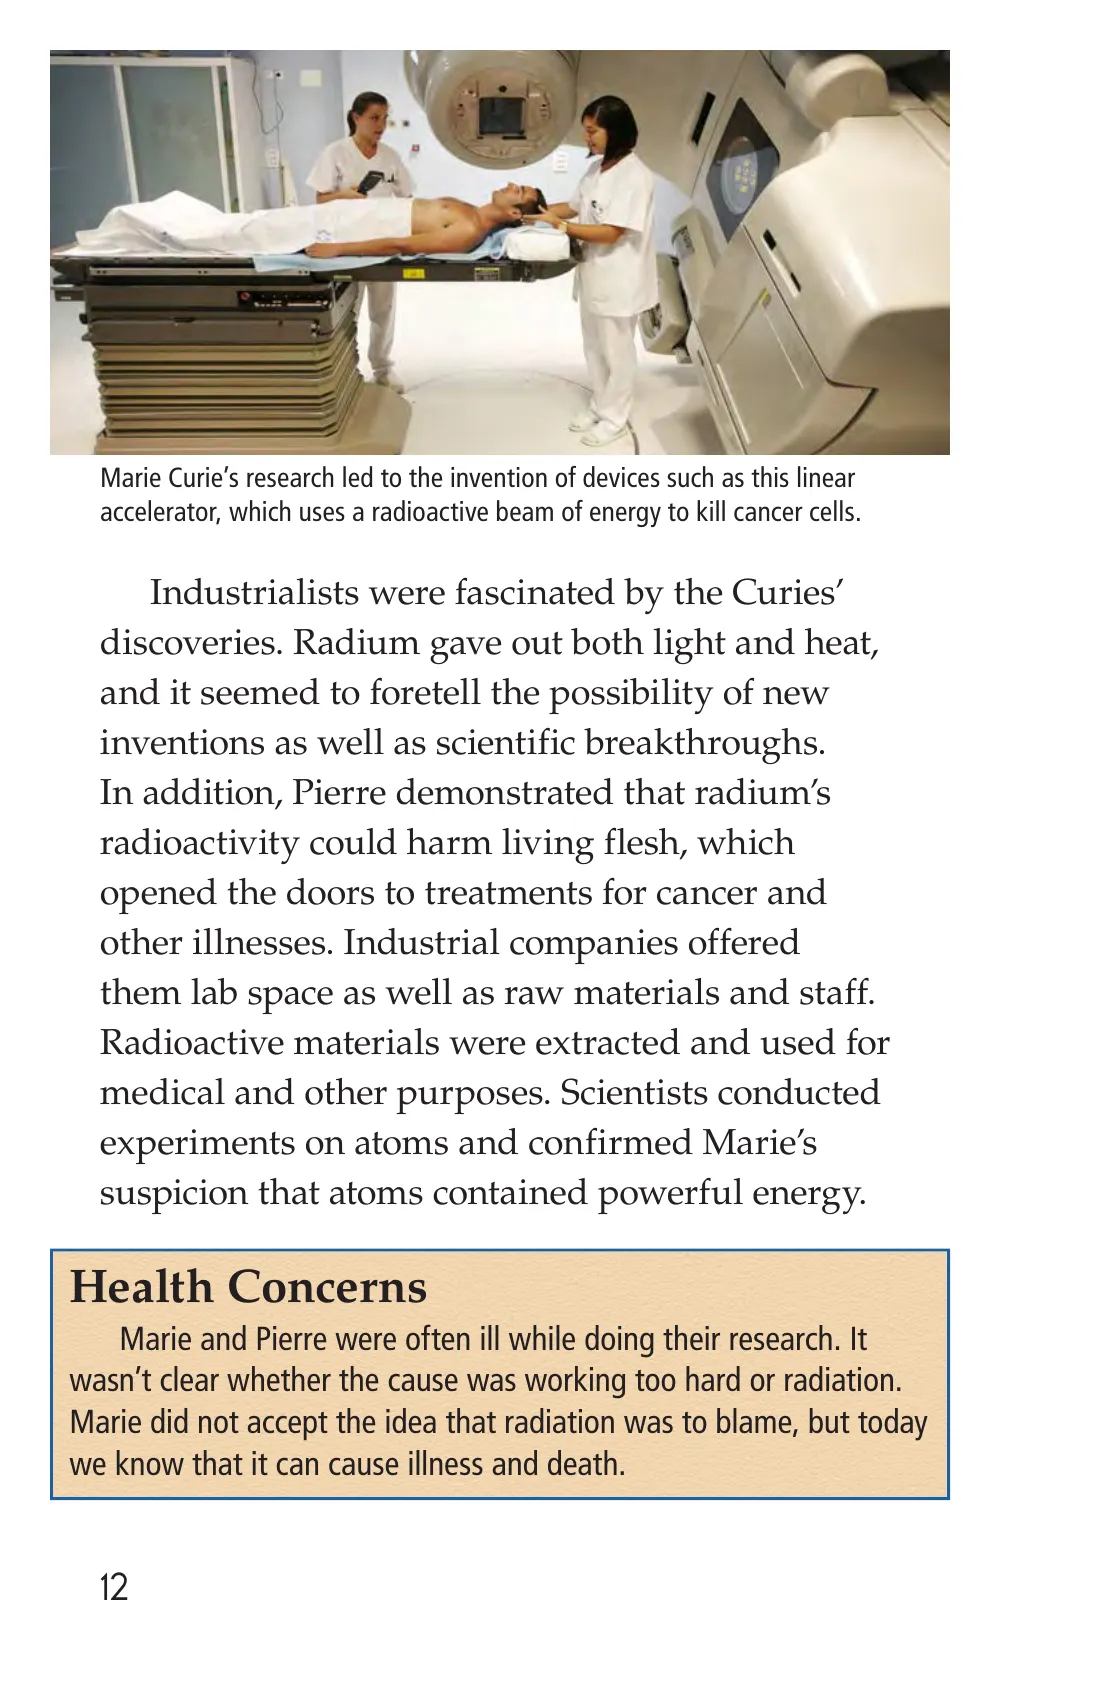 Marie Curie’s research led to the invention of devices such as this linear
accelerator, which uses a radioactive beam of energy to kill cancer cells.
Industrialists were fascinated by the Curies’
discoveries. Radium gave out both light and heat,
and it seemed to foretell the possibility of new
inventions as well as scientific breakthroughs.
In addition, Pierre demonstrated that radium’s
radioactivity could harm living flesh, which
opened the doors to treatments for cancer and
other illnesses. Industrial companies offered
them lab space as well as raw materials and staff.
Radioactive materials were extracted and used for
medical and other purposes. Scientists conducted
experiments on atoms and confirmed Marie’s
suspicion that atoms contained powerful energy.
Health Concerns
Marie and Pierre were often ill while doing their research. It
wasn’t clear whether the cause was working too hard or radiation.
Marie did not accept the idea that radiation was to blame, but today
we know that it can cause illness and death.
12